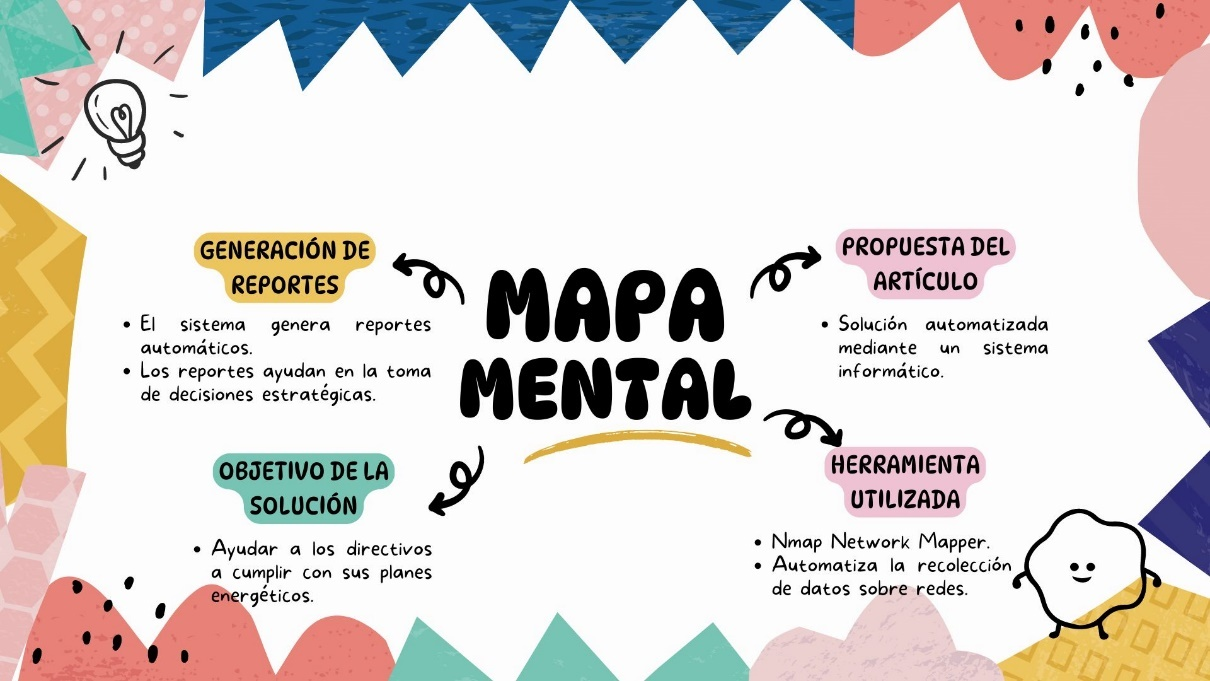 MAPA
MENTAL
GENERACIÓN DE
REPORTES
• El sistema genera reportes
automáticos.
• Los reportes ayudan en la toma
de decisiones estratégicas.
PROPUESTA DEL
ARTÍCULO
• Solución automatizada
mediante un sistema
informático.
OBJETIVO DE LA
SOLUCIÓN
• Ayudar a los directivos
a cumplir con sus planes
energéticos.
HERRAMIENTA
UTILIZADA
• Nmap Network Mapper.
• Automatiza la recolección
de datos sobre redes.